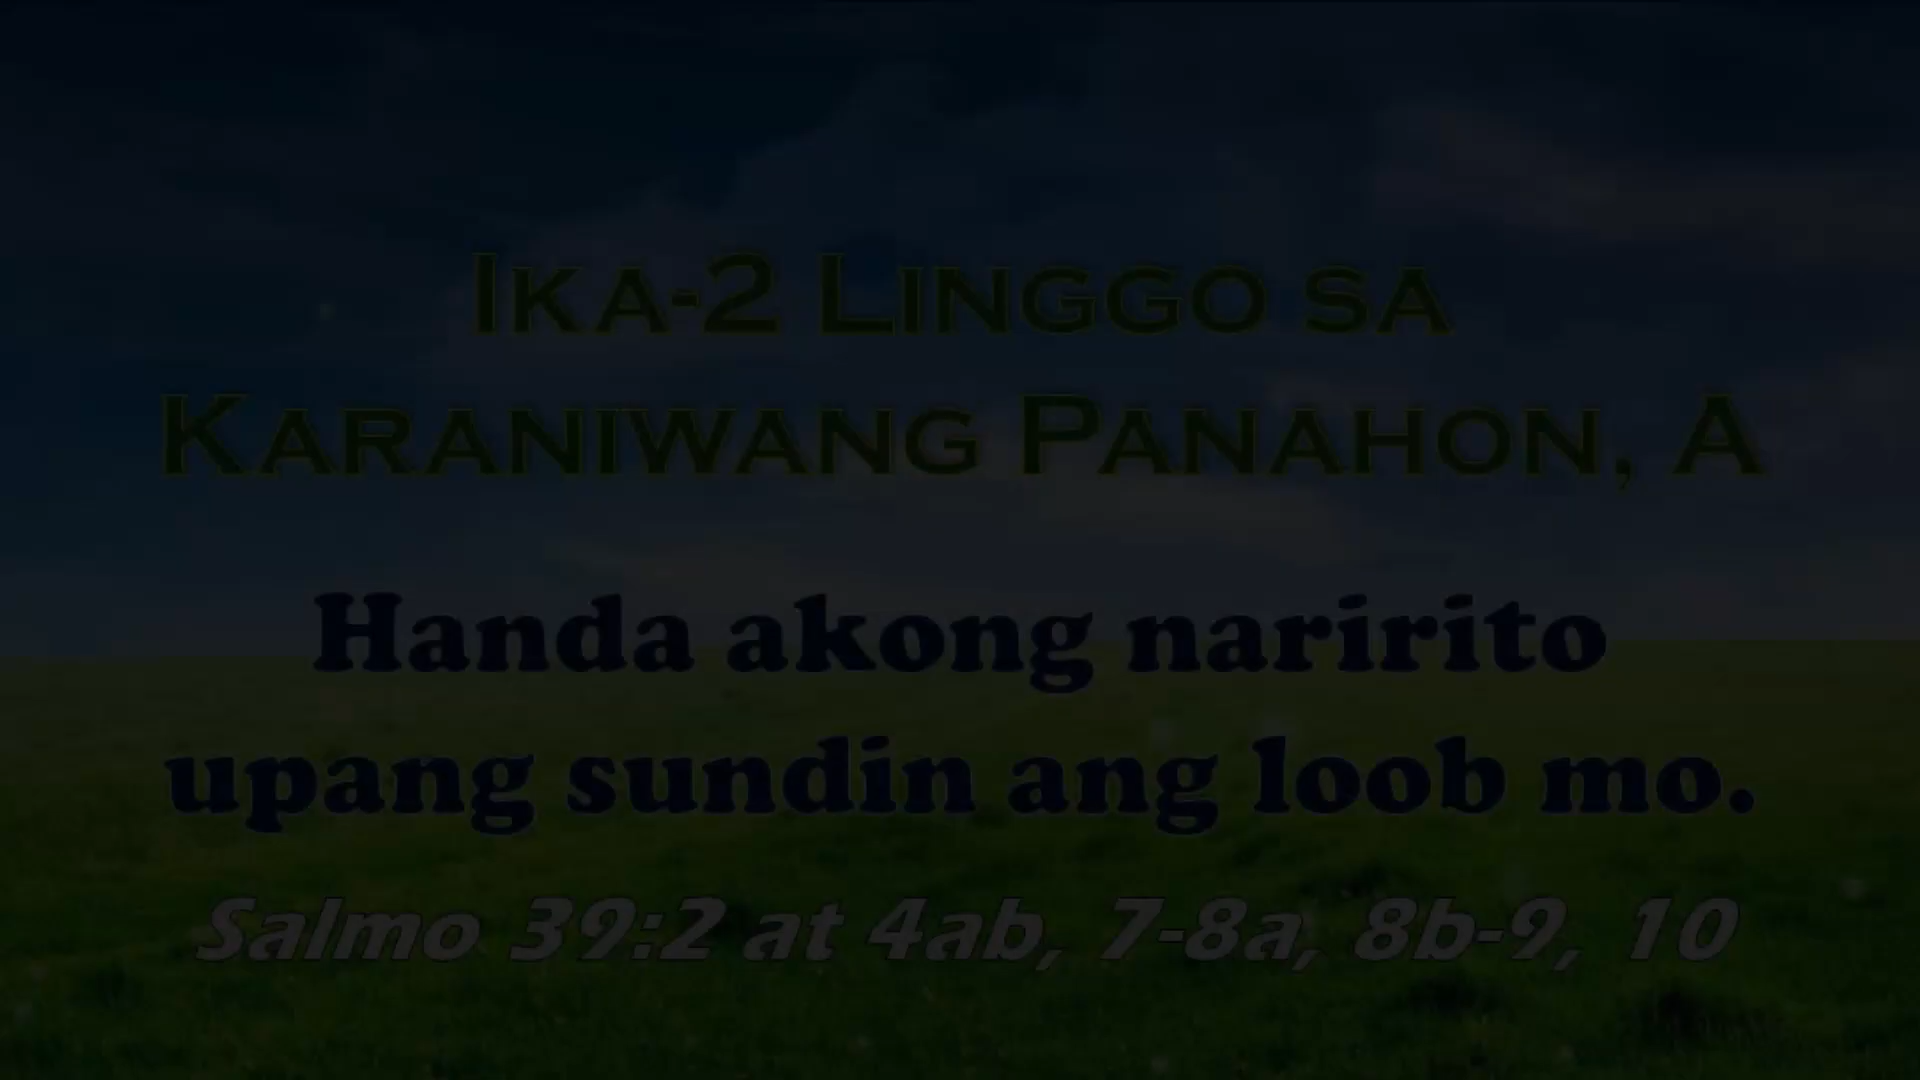 Ika-2 Linggo sa
Karaniwang Panahon, A
Handa akong naririto
upang sundin ang loob mo.
Salmo 39:2 at 4ab, 7-8a, 8b-9, 10